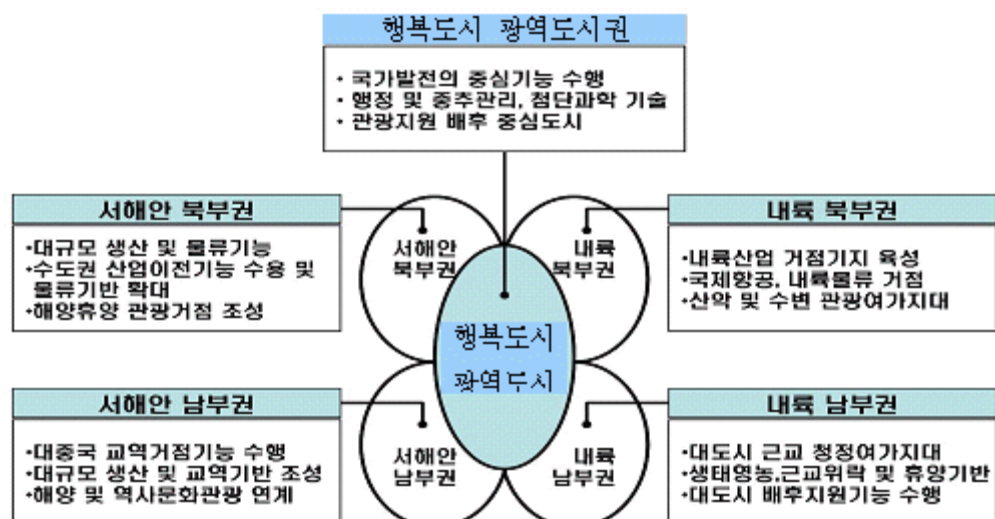 행복도시 광역도시권
· 국가발전의 중심기능 수행
· 행정 및 중추관리, 첨단과학 기술
· 관광지원 배후 중심도시
서해안 북부권
·대규모 생산 및 물류기능
·수도권 산업이전기능 수용 및
물류기반 확대
·해양휴양 관광거점 조성
서해안
북부권
내륙
북부권
내륙 북부권
·내륙산업 거점기지 육성
·국제항공, 내륙물류 거점
·산악 및 수변 관광여가지대
행복도시
광역도시
서해안 남부권
·대중국 교역거점기능 수행
·대규모 생산 및 교역기반 조성
·해양 및 역사문화관광 연계
서해안
남부권
내륙
남부권
내륙 남부권
·대도시 근교 청정여가지대
·생태영농,근교위락 및 휴양기반
·대도시 배후지원기능 수행